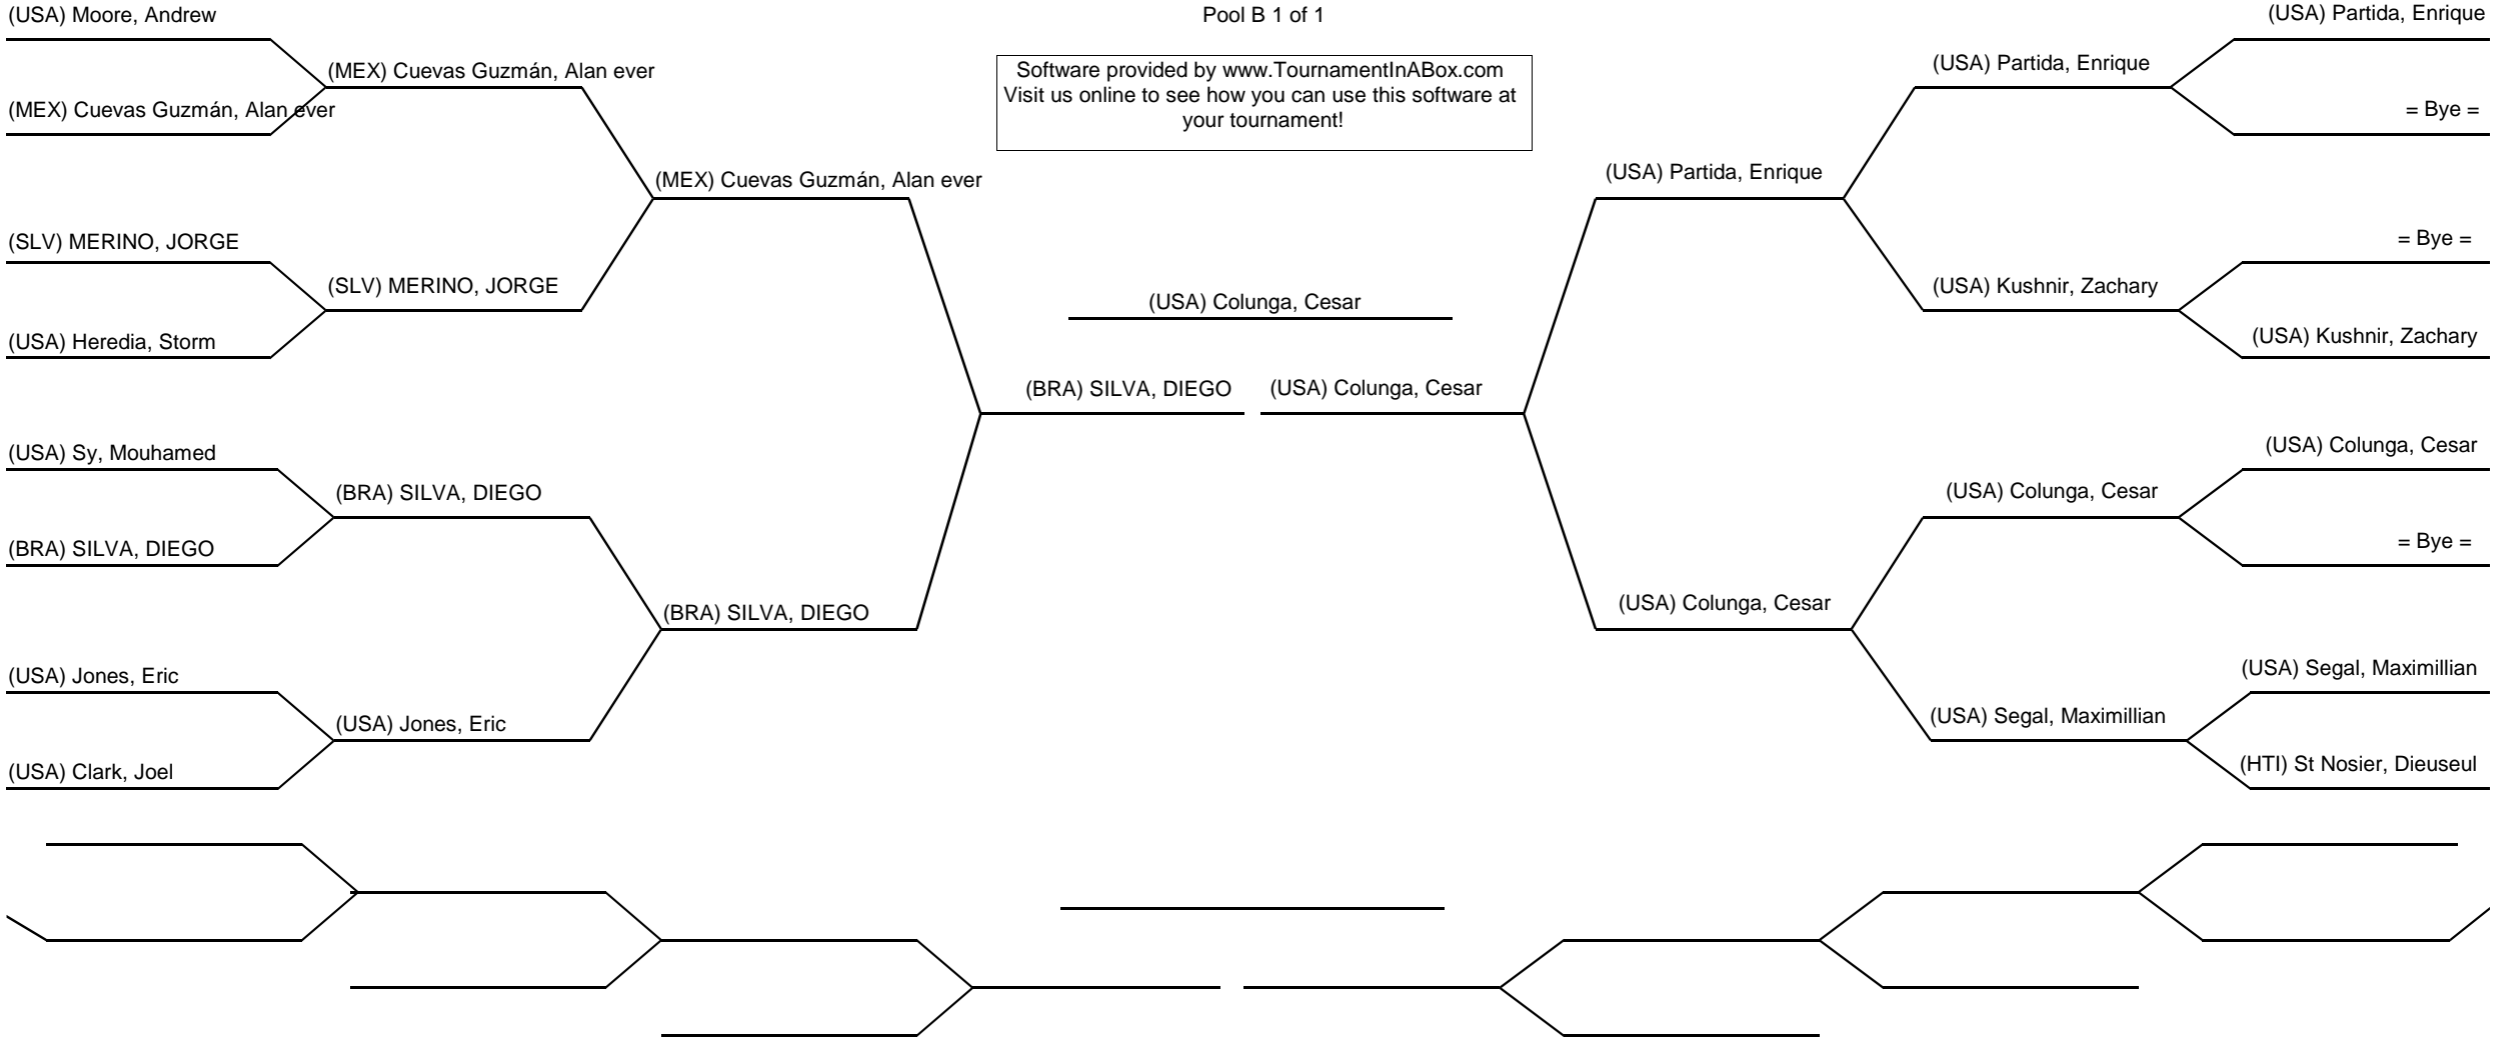 (USA) Moore, Andrew
(MEX) Cuevas Guzmán, Alan ever
(SLV) MERINO, JORGE
(USA) Heredia, Storm
(USA) Sy, Mouhamed
(BRA) SILVA, DIEGO
(USA) Jones, Eric
(USA) Clark, Joel
(MEX) Cuevas Guzmán, Alan ever
(SLV) MERINO, JORGE
(BRA) SILVA, DIEGO
(USA) Jones, Eric
(MEX) Cuevas Guzmán, Alan ever
(BRA) SILVA, DIEGO
Pool B 1 of 1
Software provided by www.TournamentInABox.com
Visit us online to see how you can use this software at
your tournament!
(USA) Colunga, Cesar
(BRA) SILVA, DIEGO
(USA) Colunga, Cesar
(USA) Partida, Enrique
(USA) Colunga, Cesar
(USA) Partida, Enrique
(USA) Kushnir, Zachary
(USA) Colunga, Cesar
(USA) Segal, Maximillian
(USA) Partida, Enrique
= Bye =
= Bye =
(USA) Kushnir, Zachary
(USA) Colunga, Cesar
= Bye =
(USA) Segal, Maximillian
(HTI) St Nosier, Dieuseul